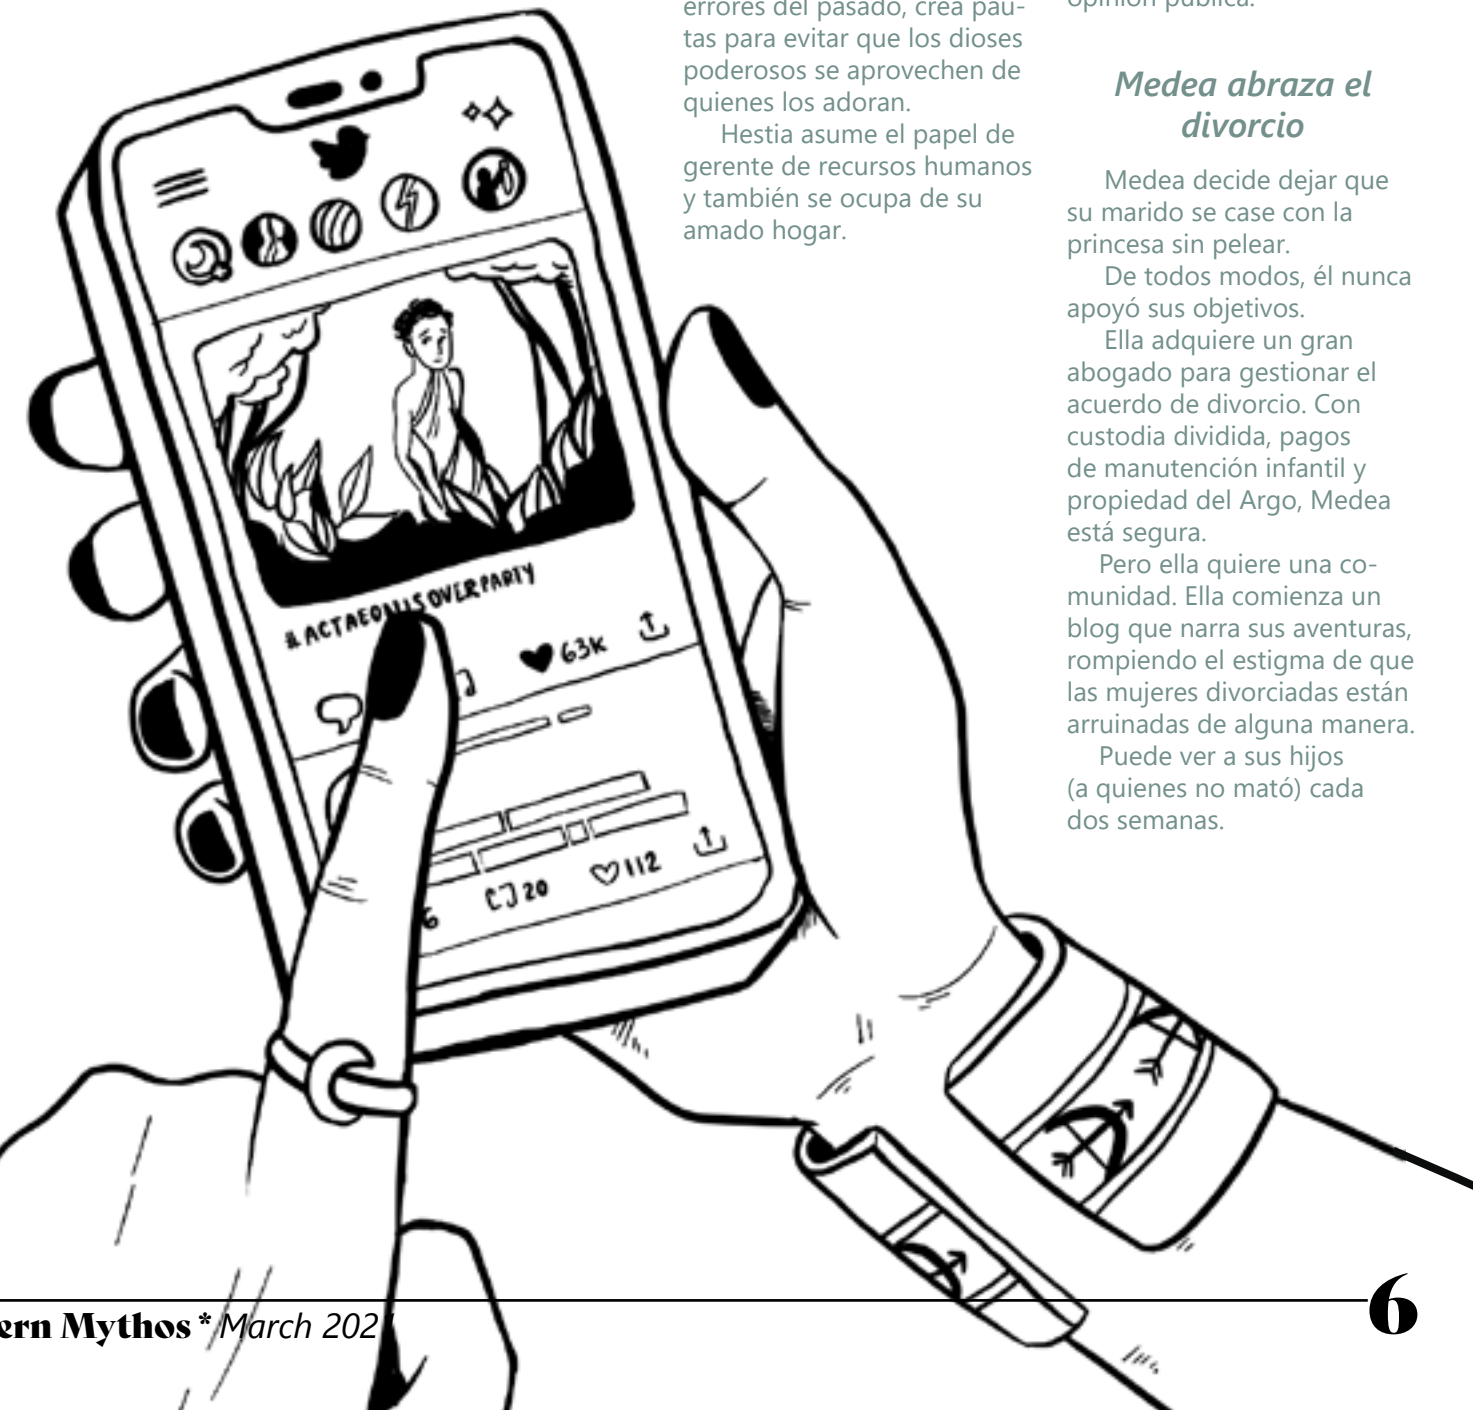 errores del pasado, crea pau-
tas para evitar que los dioses
poderosos se aprovechen de
quienes los adoran.
Hestia asume el papel de
gerente de recursos humanos
y también se ocupa de su
amado hogar.
opinión pública.
Medea abraza el
divorcio
Medea decide dejar que
su marido se case con la
princesa sin pelear.
De todos modos, él nunca
apoyó sus objetivos.
Ella adquiere un gran
abogado para gestionar el
acuerdo de divorcio. Con
custodia dividida, pagos
de manutención infantil y
propiedad del Argo, Medea
está segura.
Pero ella quiere una co-
munidad. Ella comienza un
blog que narra sus aventuras,
rompiendo el estigma de que
las mujeres divorciadas están
arruinadas de alguna manera.
Puede ver a sus hijos
(a quienes no mató) cada
dos semanas.
#ACTAEONISOVERPARTY
63K
6 20 112
ern Mythos * March 202
6